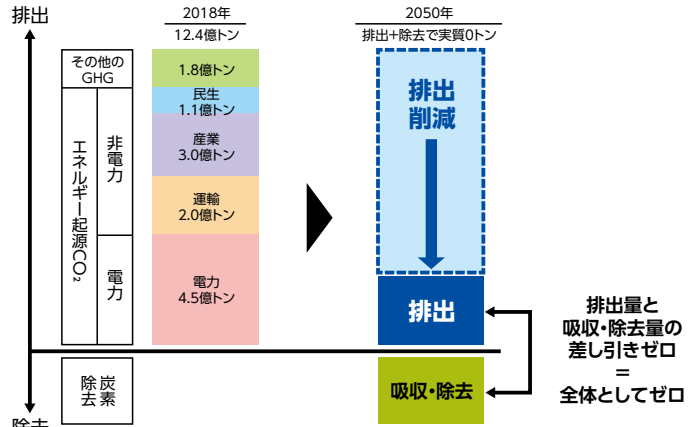 排出
2018年
12.4億トン
2050年
排出+除去で実質0トン
その他の
GHG
エネルギー起源CO₂
非電力
電力
炭素
除去
1.8億トン
民生
1.1億トン
産業
3.0億トン
運輸
2.0億トン
電力
4.5億トン
排出
削減
排出
吸収・除去
排出量と
吸収・除去量の
差し引きゼロ
=
全体としてゼロ
除去